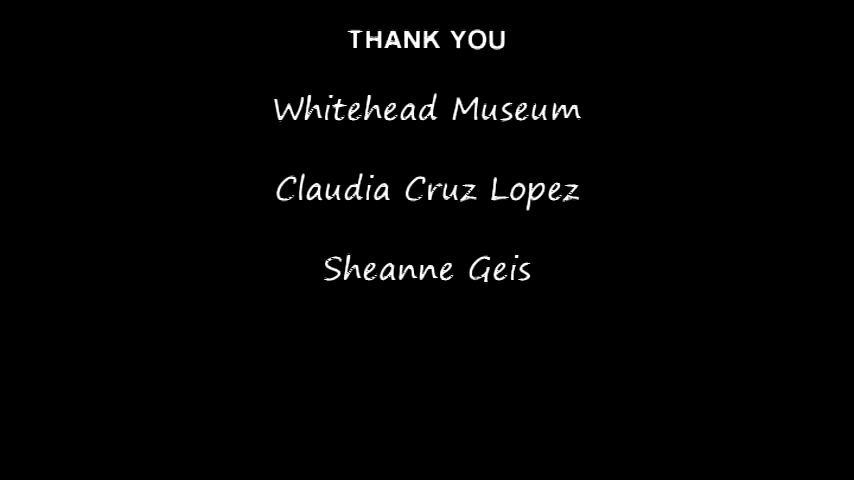 THANK YOU
Whitehead Museum
Claudia Cruz Lopez
Sheanne Geis